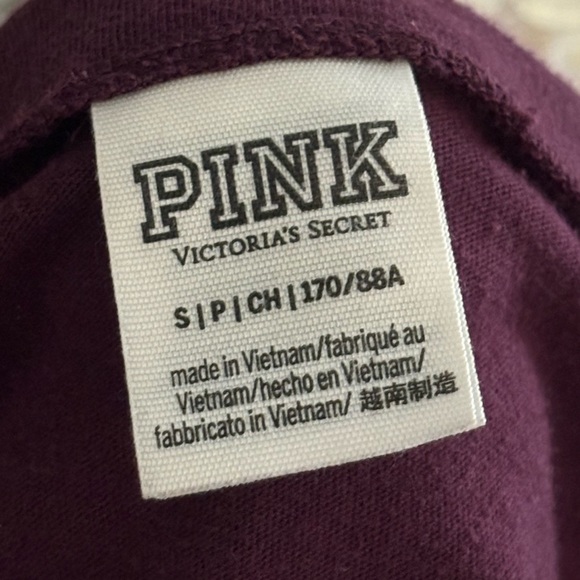 PINK
VICTORIA'S SECRET
S|P|CH|170/88A
made in Vietnam/fabriqué au
Vietnam/hecho en Vietnam/
fabbricato in Vietnam/ 越南制造